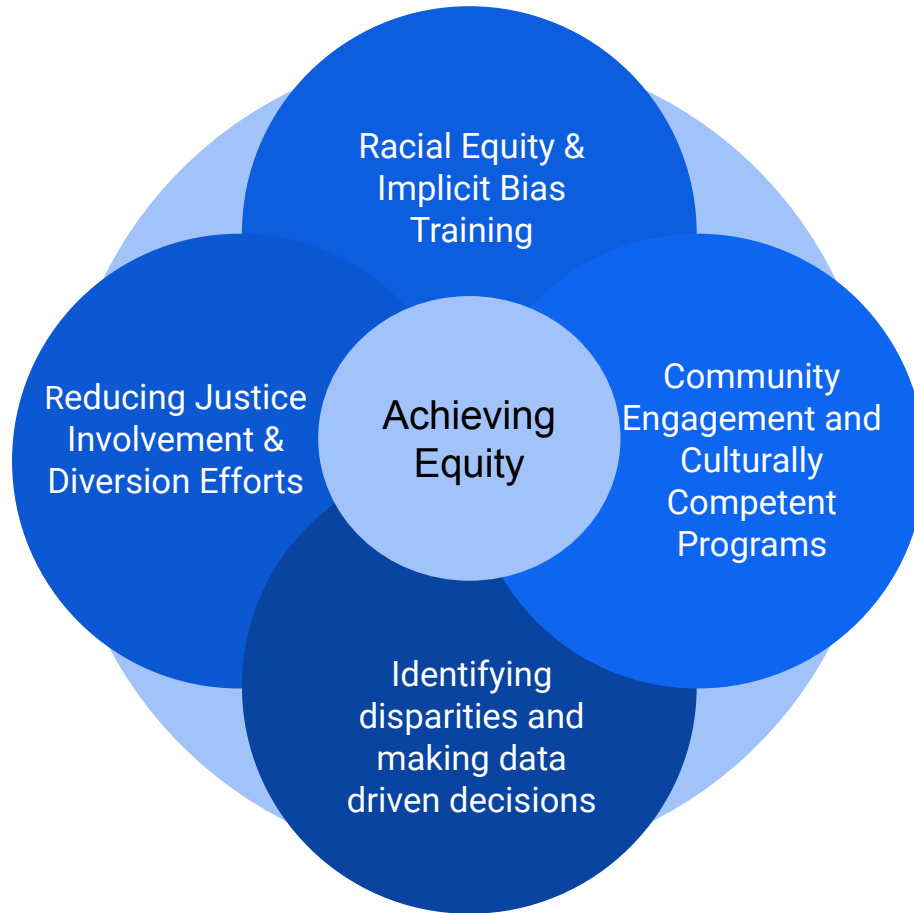 Racial Equity &
Implicit Bias
Training
Reducing Justice
Involvement &
Diversion Efforts
Achieving
Equity
Community
Engagement and
Culturally
Competent
Programs
Identifying
disparities and
making data
driven decisions